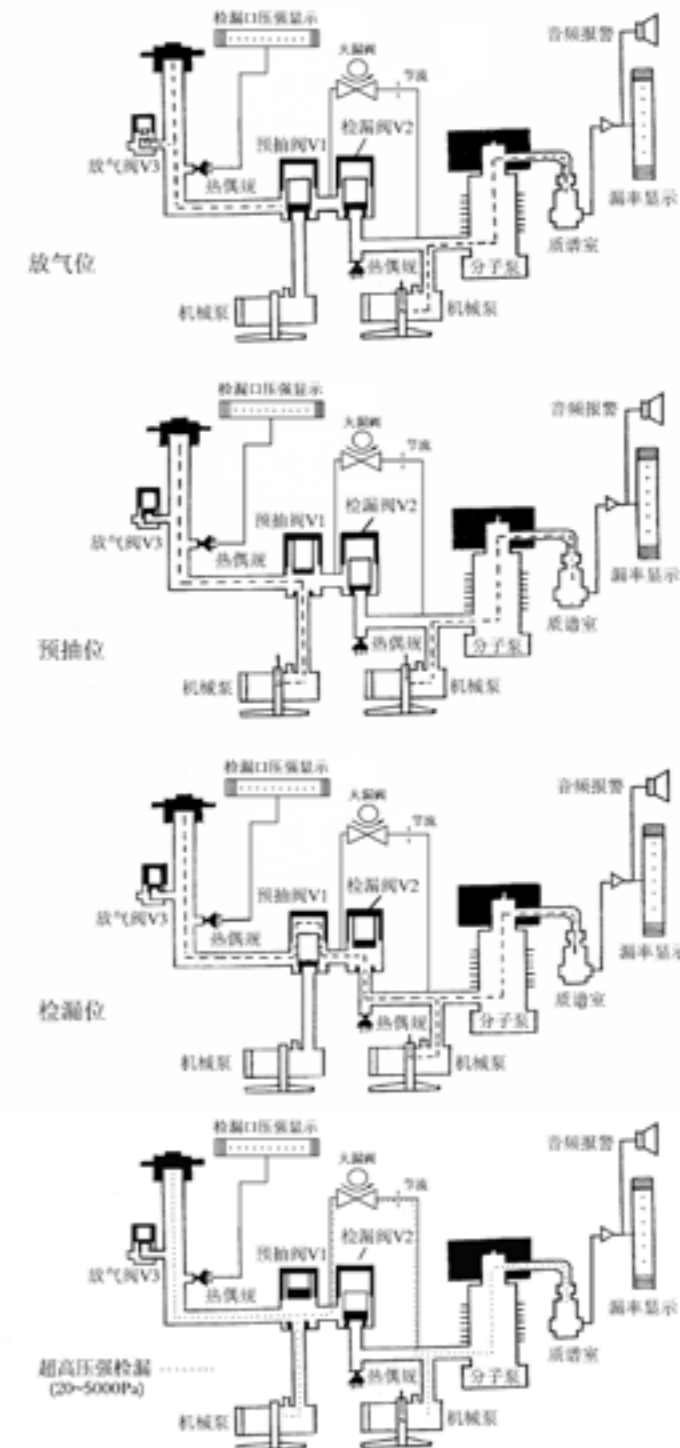 检漏口压强显示
音频报警
大漏阀
节流
检漏阀V2
预抽阀V1
放气阀V3
热偶规
漏率显示
质谱室
放气位
热偶规
分子泵
机械泵
机械泵
检漏口压强显示
音频报警
大漏阀
节流
预抽阀V1
检漏阀V2
放气阀V3
热偶规
漏率显示
质谱室
预抽位
热偶规
分子泵
机械泵
机械泵
检漏口压强显示
音频报警
大漏阀
节流
预抽阀V1
检漏阀V2
放气阀V3
热偶规
漏率显示
质谱室
检漏位
热偶规
分子泵
机械泵
机械泵
检漏口压强显示
音频报警
大漏阀
节流
预抽阀V1
检漏阀V2
放气阀V3
热偶规
漏率显示
质谱室
超高压强检漏
(20~5000Pa)
热偶规
分子泵
机械泵
机械泵